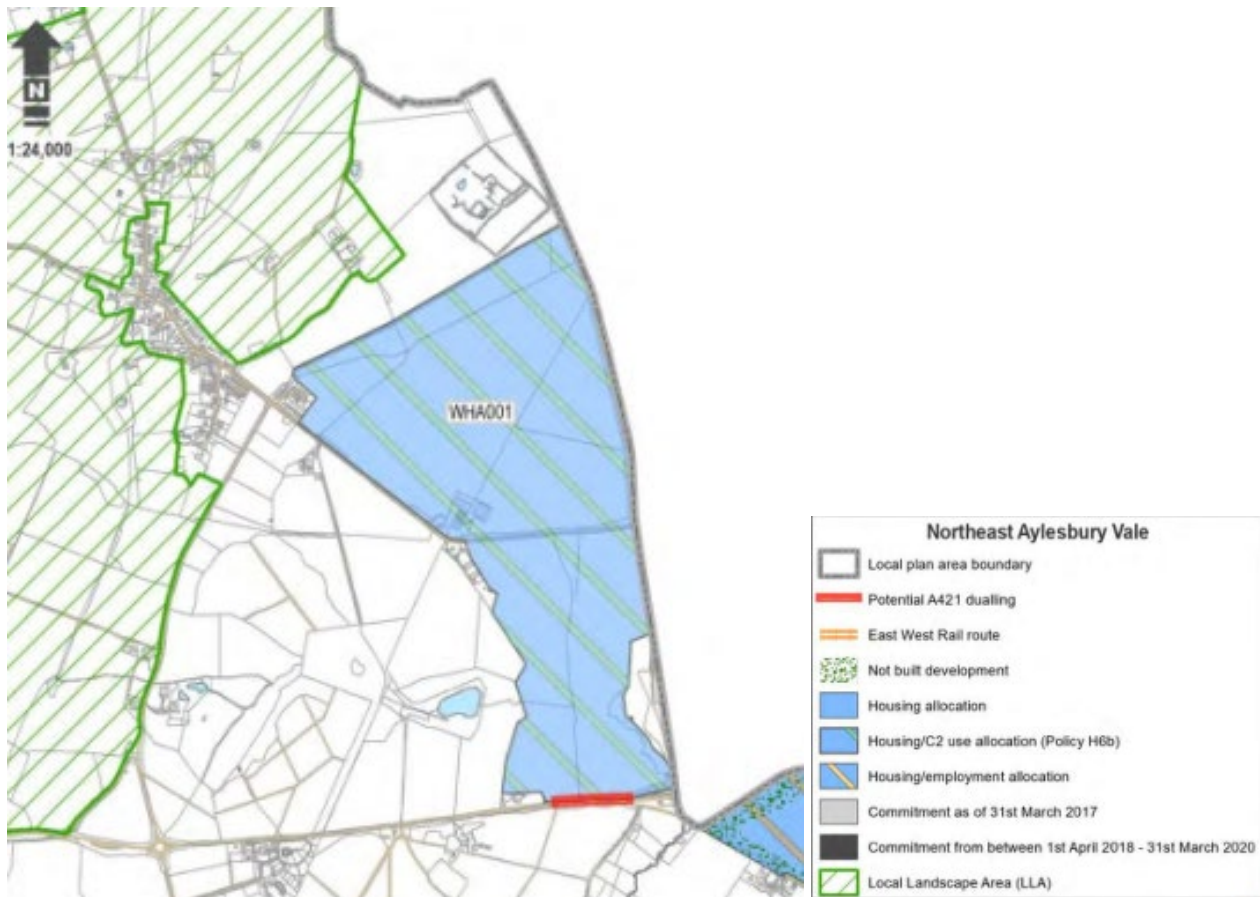 N
1:24,000
WHA001
Northeast Aylesbury Vale
Local plan area boundary
Potential A421 dualling
East West Rail route
Not built development
Housing allocation
Housing/C2 use allocation (Policy H6b)
Housing/employment allocation
Commitment as of 31st March 2017
Commitment from between 1st April 2018 - 31st March 2020
Local Landscape Area (LLA)